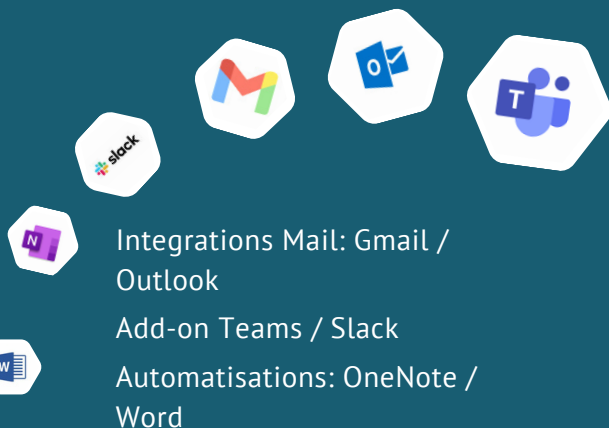 O
T
slack
N
W
Integrations Mail: Gmail /
Outlook
Add-on Teams / Slack
Automatisations: OneNote /
Word